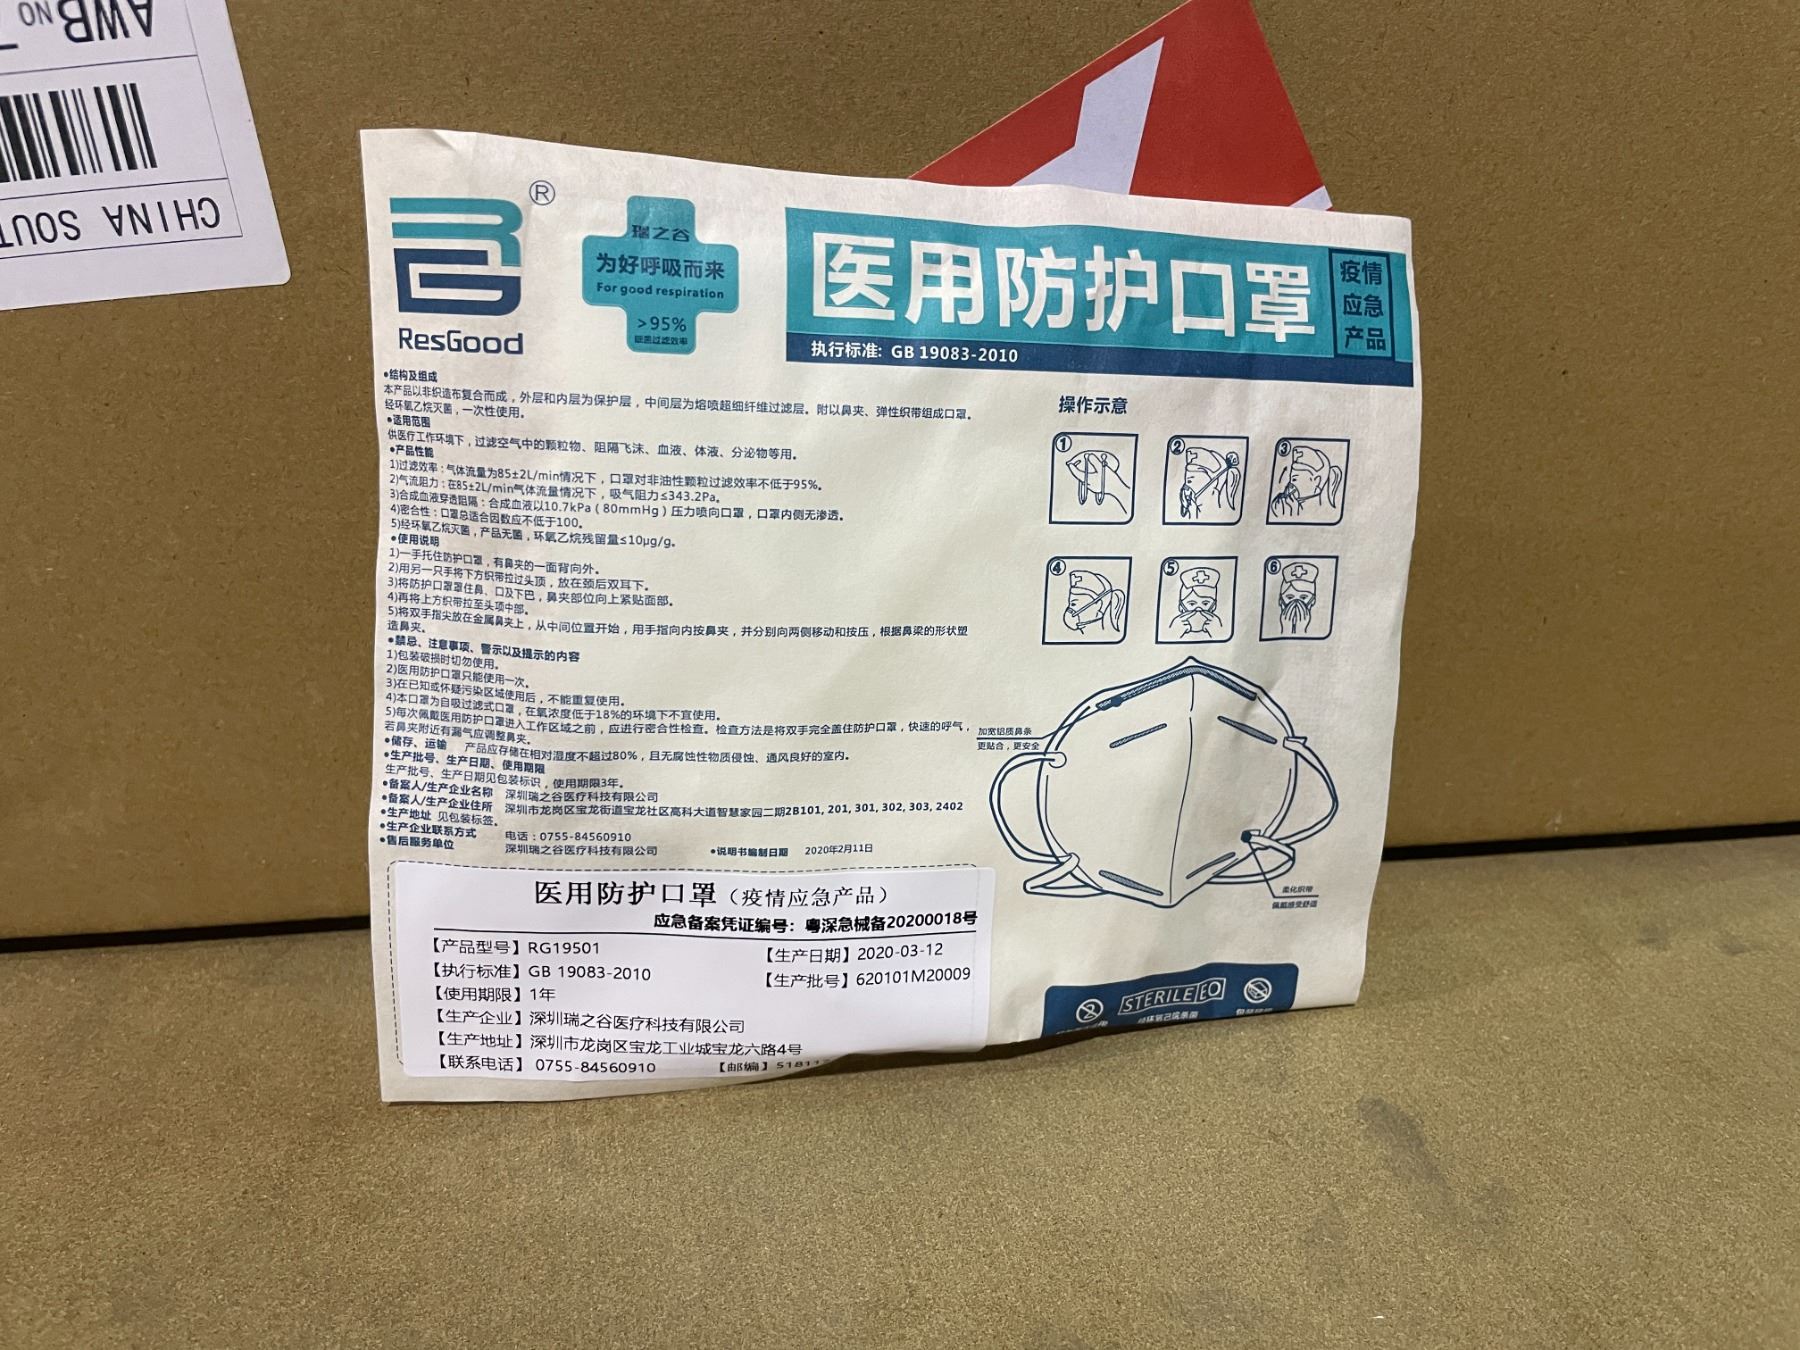 AWB NO
CHINA SOUT
®
ResGood
瑞之谷
为好呼吸而来
For good respiration
>95%
医用防护口罩
疫情
应急
产品
执行标准: GB 19083-2010
•结构及组成
本产品以非织造布复合而成，外层和内层为保护层，中间层为熔喷超细纤维过滤层。附以鼻夹、弹性织带组成口罩。
经环氧乙烷灭菌，一次性使用。
•适用范围
供医疗工作环境下，过滤空气中的颗粒物、阻隔飞沫、血液、体液、分泌物等用。
•产品性能
1)过滤效率：气体流量为85±2L/min情况下，口罩对非油性颗粒过滤效率不低于95%。
2)气流阻力：在85±2L/min气体流量情况下，吸气阻力≤343.2Pa。
3)合成血液穿透阻隔：合成血液以10.7kPa（80mmHg）压力喷向口罩，口罩内侧无渗透。
4)密合性：口罩总适合因数应不低于100。
5)经环氧乙烷灭菌，产品无菌，环氧乙烷残留量≤10μg/g。
•使用说明
1)一手托住防护口罩，有鼻夹的一面背向外。
2)用另一只手将下方织带拉过头顶，放在颈后双耳下。
3)将防护口罩罩住鼻、口及下巴，鼻夹部位向上紧贴面部。
4)再将上方织带拉至头项中部。
5)将双手指尖放在金属鼻夹上，从中间位置开始，用手指向内按鼻夹，并分别向两侧移动和按压，根据鼻梁的形状塑
造鼻夹。
•禁忌、注意事项、警示以及提示的内容
1)包装破损时切勿使用。
2)医用防护口罩只能使用一次。
3)在已知或怀疑污染区域使用后，不能重复使用。
4)本口罩为自吸过滤式口罩，在氧浓度低于18%的环境下不宜使用。
5)每次佩戴医用防护口罩进入工作区域之前，应进行密合性检查。检查方法是将双手完全盖住防护口罩，快速的呼气，
若鼻夹附近有漏气应调整鼻夹。
•储存、运输 产品应存储在相对湿度不超过80%，且无腐蚀性物质侵蚀、通风良好的室内。
•生产批号、生产日期、使用期限
生产批号、生产日期见包装标识，使用期限3年。
•备案人/生产企业名称 深圳瑞之谷医疗科技有限公司
•备案人/生产企业住所 深圳市龙岗区宝龙街道宝龙社区高科大道智慧家园二期2B101, 201, 301, 302, 303, 2402
•生产地址 见包装标签。
•生产企业联系方式 电话：0755-84560910
•售后服务单位 深圳瑞之谷医疗科技有限公司 •说明书编制日期 2020年2月11日
操作示意
① ② ③
④ ⑤ ⑥
加宽铝质鼻条
更贴合，更安全
柔化织带
佩戴感受舒适
医用防护口罩（疫情应急产品）
应急备案凭证编号：粤深急械备20200018号
【产品型号】RG19501 【生产日期】2020-03-12
【执行标准】GB 19083-2010 【生产批号】620101M20009
【使用期限】1年
【生产企业】深圳瑞之谷医疗科技有限公司
【生产地址】深圳市龙岗区宝龙工业城宝龙六路4号
【联系电话】0755-84560910 【邮编】51811
2 STERILE EO